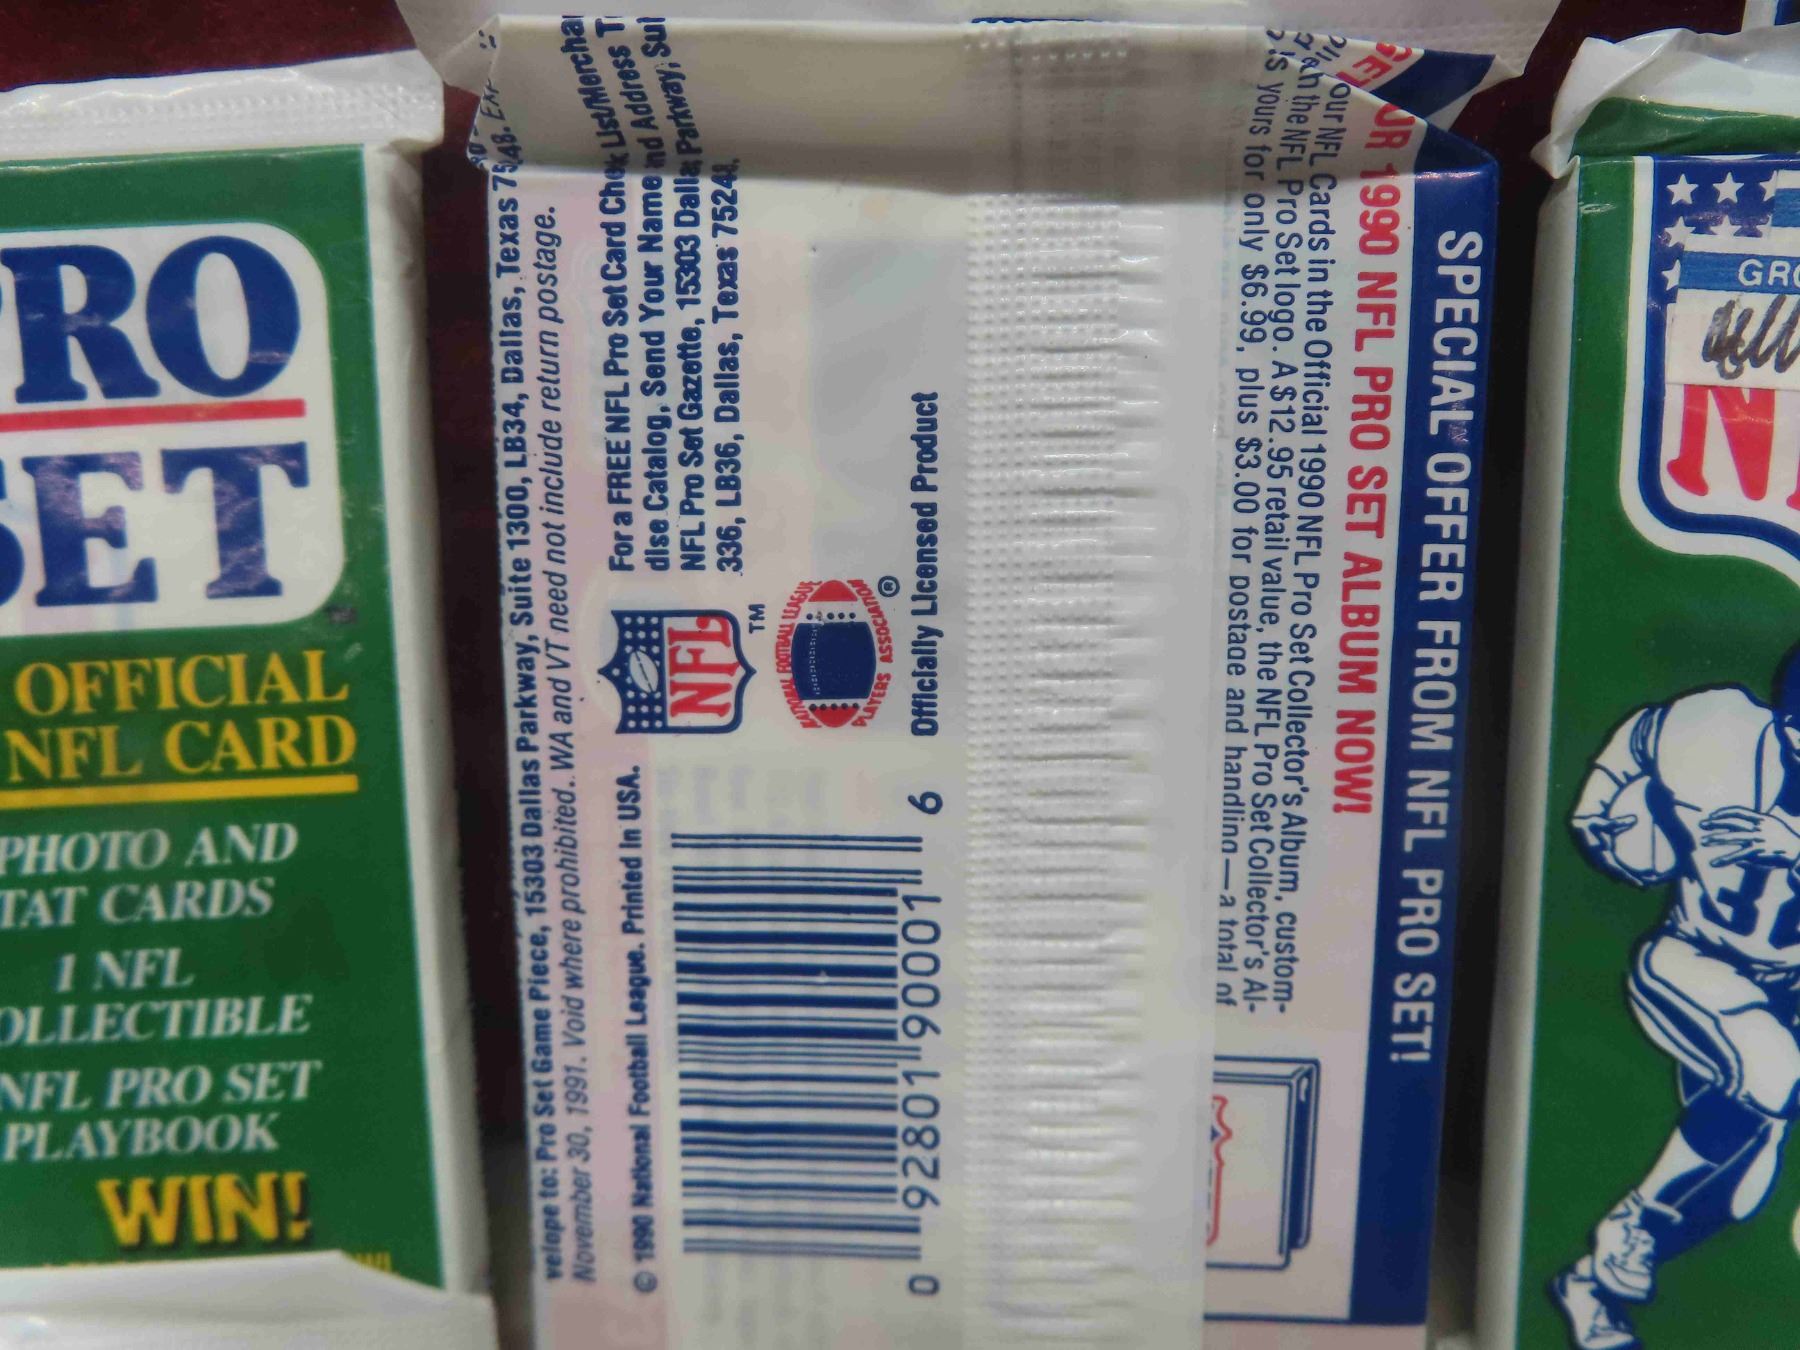 PRO
SET
OFFICIAL
NFL CARD
PHOTO AND
CARDS
1 NFL
NFL PRO SET
PLAYBOOK
WIN!
velope to: Pro Set Game Piece, 15303 Dallas Parkway, Suite 1300, LB34, Dallas, Texas
November 30, 1991. Void where prohibited. WA and VT need not include return postage.
© 1990 National Football League. Printed in USA.
For a FREE NFL Pro Set Card Check List/Merchan
dise Catalog, Send Your Name and Address T
NFL Pro Set Gazette, 15303 Dallas Parkway, Sui
336, LB36, Dallas, Texas 75248.
NFL
TM
NATIONAL FOOTBALL PLAYERS ASSOCIATION
®
Officially Licensed Product
0 92801 90001 6
SPECIAL OFFER FROM NFL PRO SET!
1990 NFL PRO SET ALBUM NOW!
our NFL Cards in the Official 1990 NFL Pro Set Collector's Album, custom-
the NFL Pro Set logo. A $12.95 retail value, the NFL Pro Set Collector's Al-
is yours for only $6.99, plus $3.00 for postage and handling—a total of
GRO